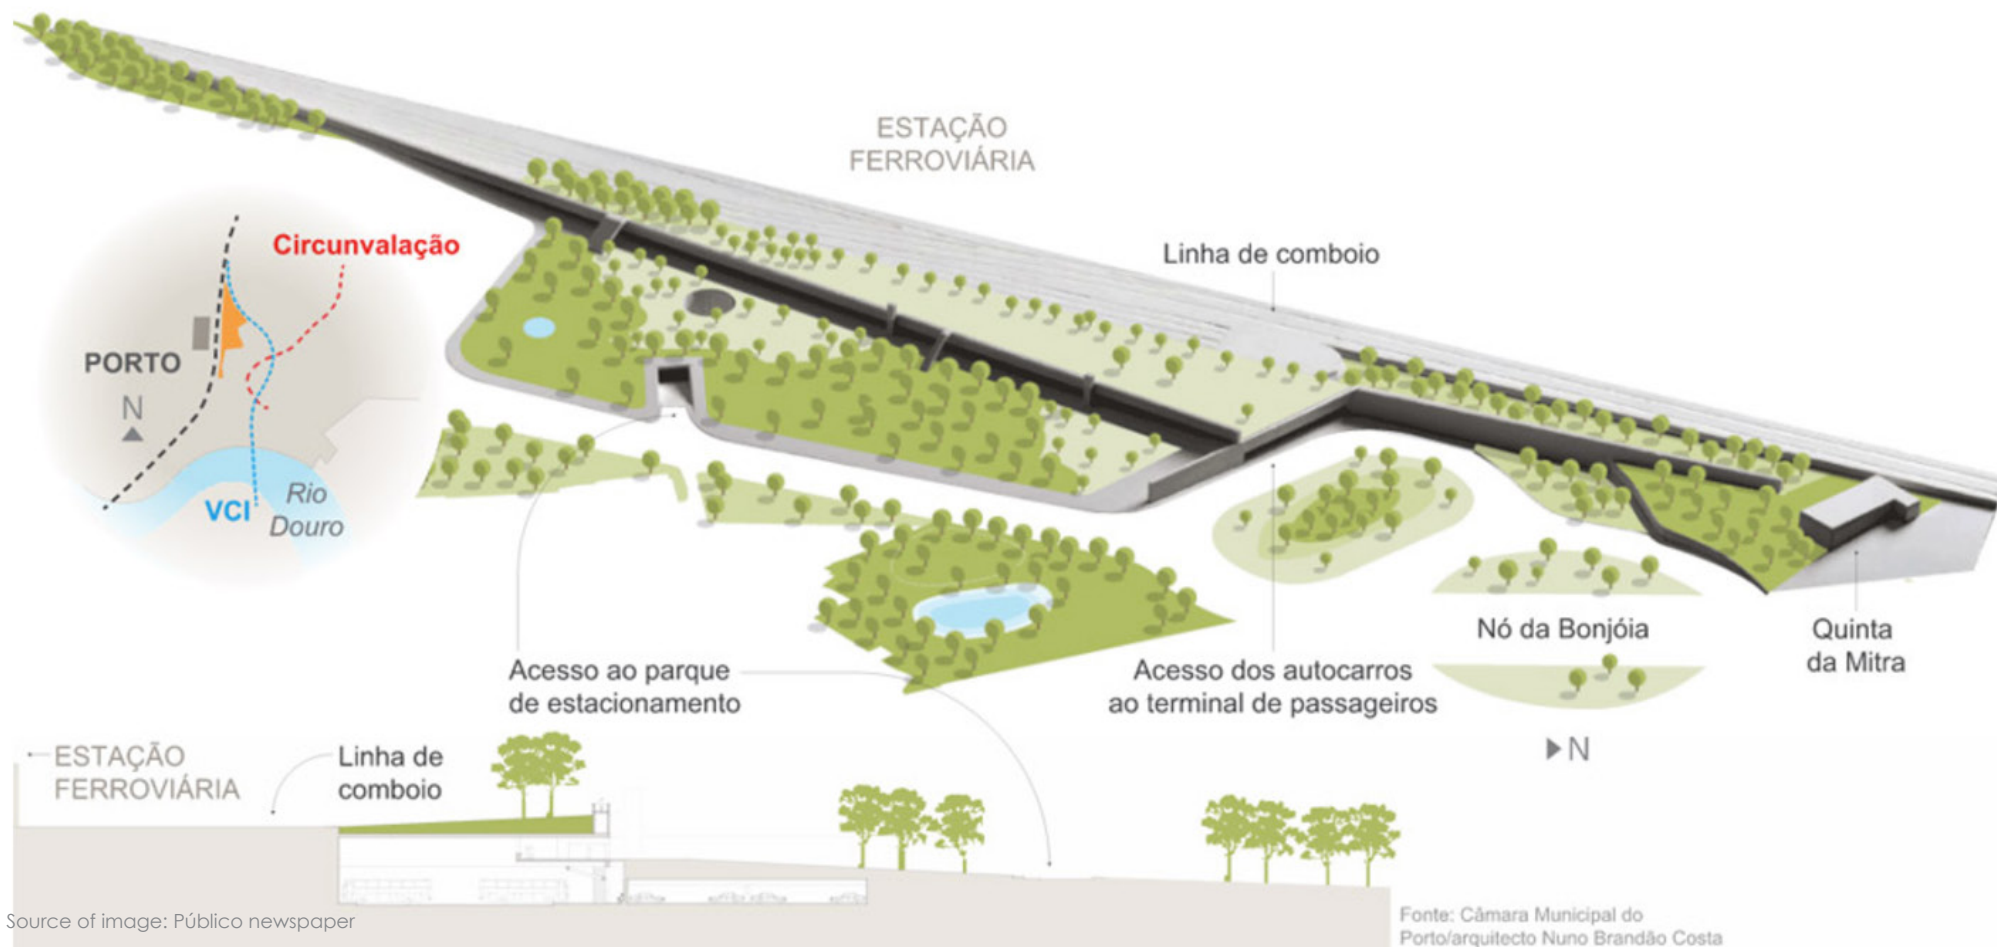 ESTAÇÃO
FERROVIÁRIA
Linha de comboio
Circunvalação
PORTO
N
VCI
Rio
Douro
Acesso ao parque
de estacionamento
Acesso dos autocarros
ao terminal de passageiros
Nó da Bonjóia
Quinta
da Mitra
N
ESTAÇÃO
FERROVIÁRIA
Linha de
comboio
Source of image: Público newspaper
Fonte: Câmara Municipal do
Porto/arquitecto Nuno Brandão Costa